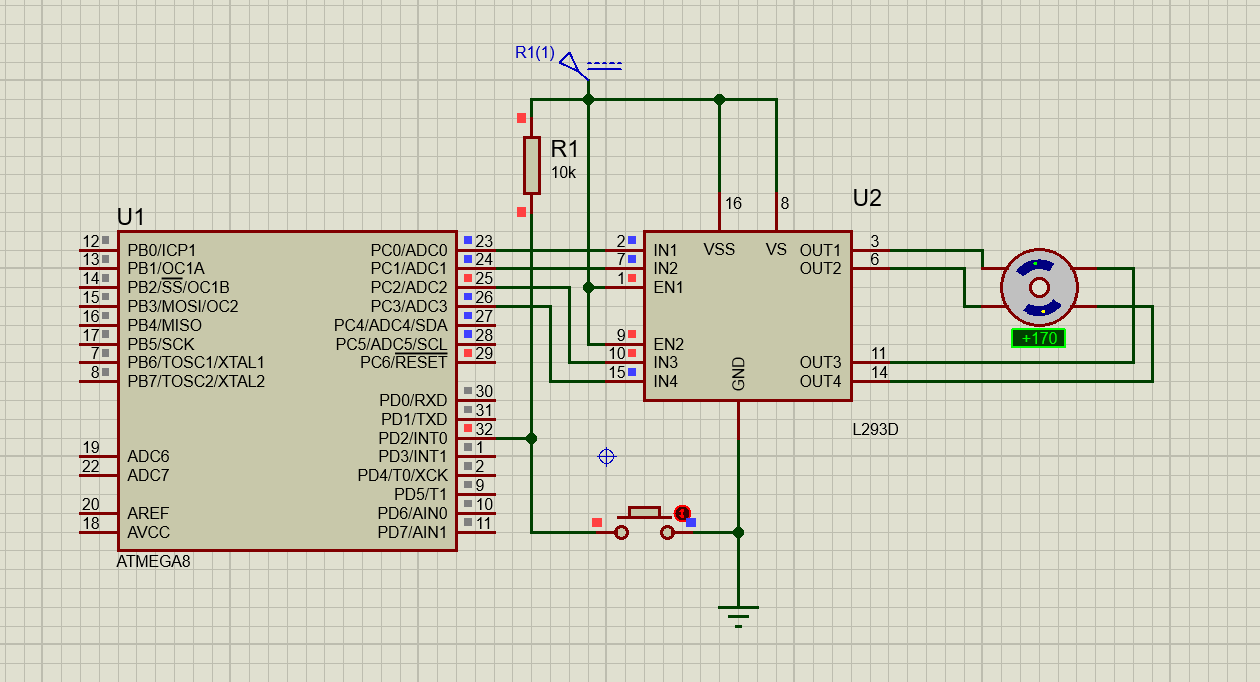 R1(1)
R1
10k
U1
12 PB0/ICP1
13 PB1/OC1A
14 PB2/SS/OC1B
15 PB3/MOSI/OC2
16 PB4/MISO
17 PB5/SCK
7 PB6/TOSC1/XTAL1
8 PB7/TOSC2/XTAL2
19 ADC6
22 ADC7
20 AREF
18 AVCC
PC0/ADC0 23
PC1/ADC1 24
PC2/ADC2 25
PC3/ADC3 26
PC4/ADC4/SDA 27
PC5/ADC5/SCL 28
PC6/RESET 29
PD0/RXD 30
PD1/TXD 31
PD2/INT0 32
PD3/INT1 1
PD4/T0/XCK 2
PD5/T1 9
PD6/AIN0 10
PD7/AIN1 11
ATMEGA8
U2
16 8
VSS VS
2 IN1
7 IN2
1 EN1
9 EN2
10 IN3
15 IN4
GND
OUT1 3
OUT2 6
OUT3 11
OUT4 14
L293D
+170